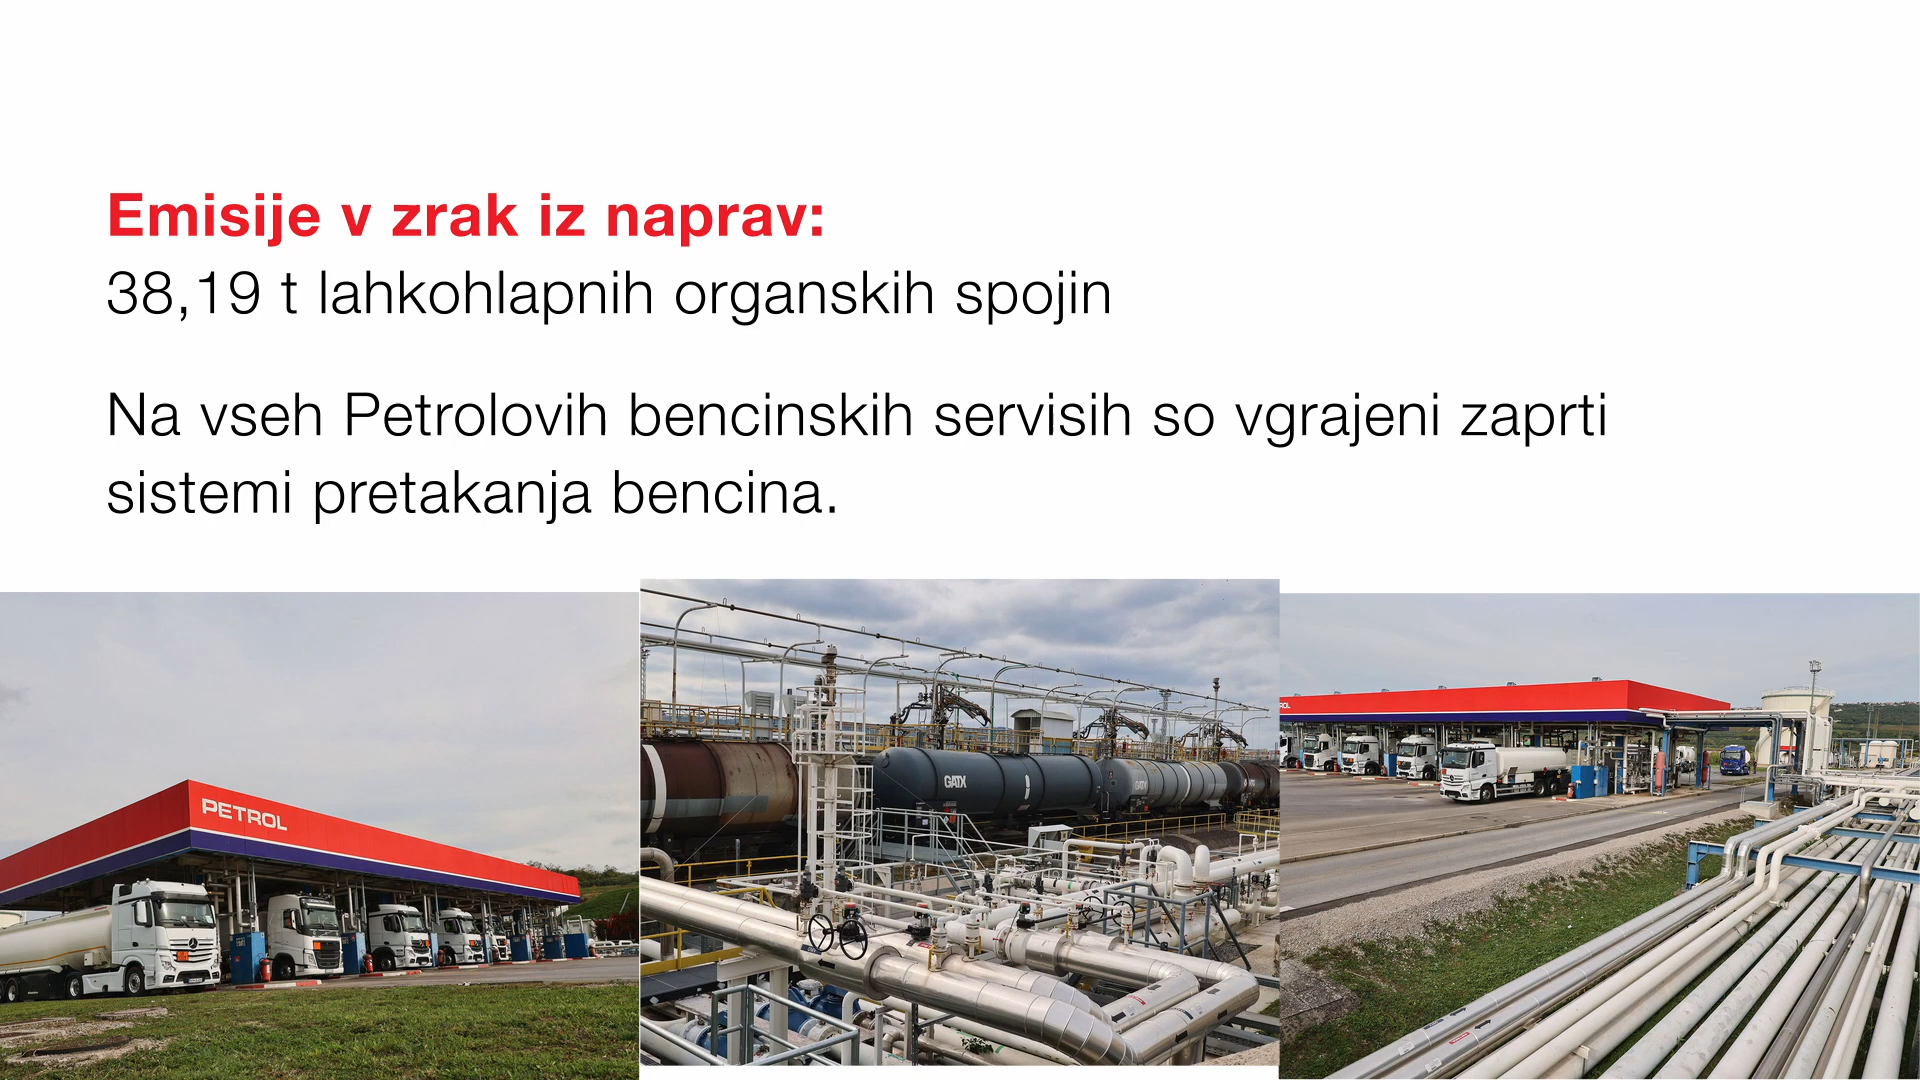 Emisije v zrak iz naprav:
38,19 t lahkohlapnih organskih spojin
Na vseh Petrolovih bencinskih servisih so vgrajeni zaprti
sistemi pretakanja bencina.
PETROL
GATX
GATX